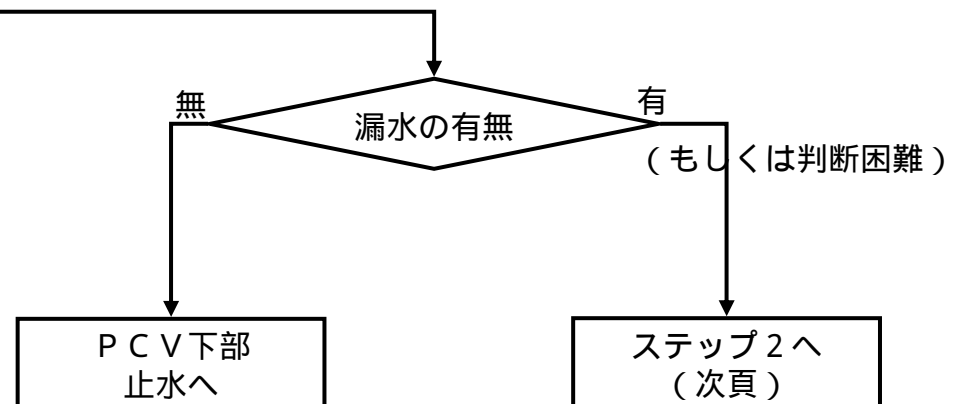 無
有
漏水の有無
（もしくは判断困難）
ＰＣＶ下部
止水へ
ステップ２へ
（次頁）